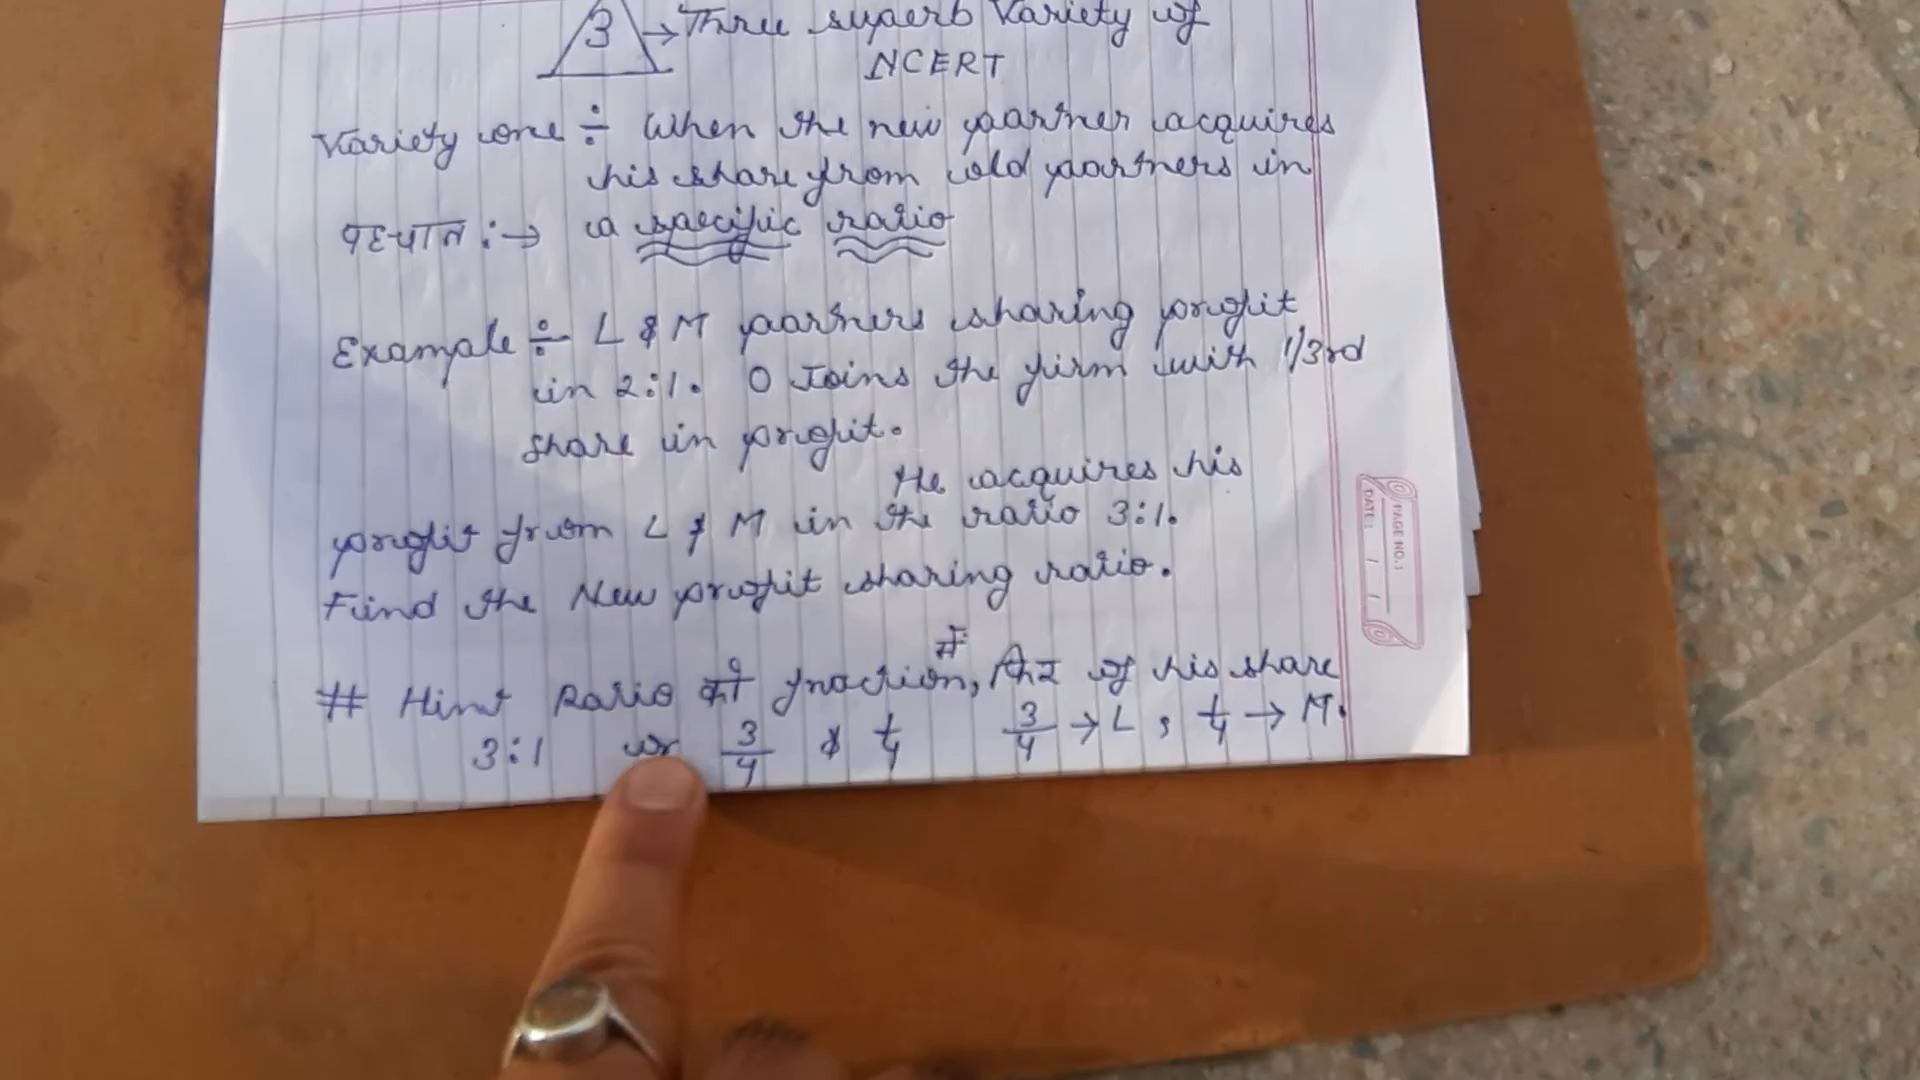 3 → Three superb Variety of
NCERT
Variety one ÷ When the new partner acquires
his share from old partners in
पहचान :→ a specific ratio
Example ÷ L & M partners sharing profit
in 2:1. O Joins the firm with 1/3rd
share in profit.
He acquires his
profit from L & M in the ratio 3:1.
Find the New profit sharing ratio.
# Hint Ratio को fraction में, फिर of his share
3:1 or 3/4 & 1/4 3/4 → L, 1/4 → M.
PAGE NO.:
DATE: / /